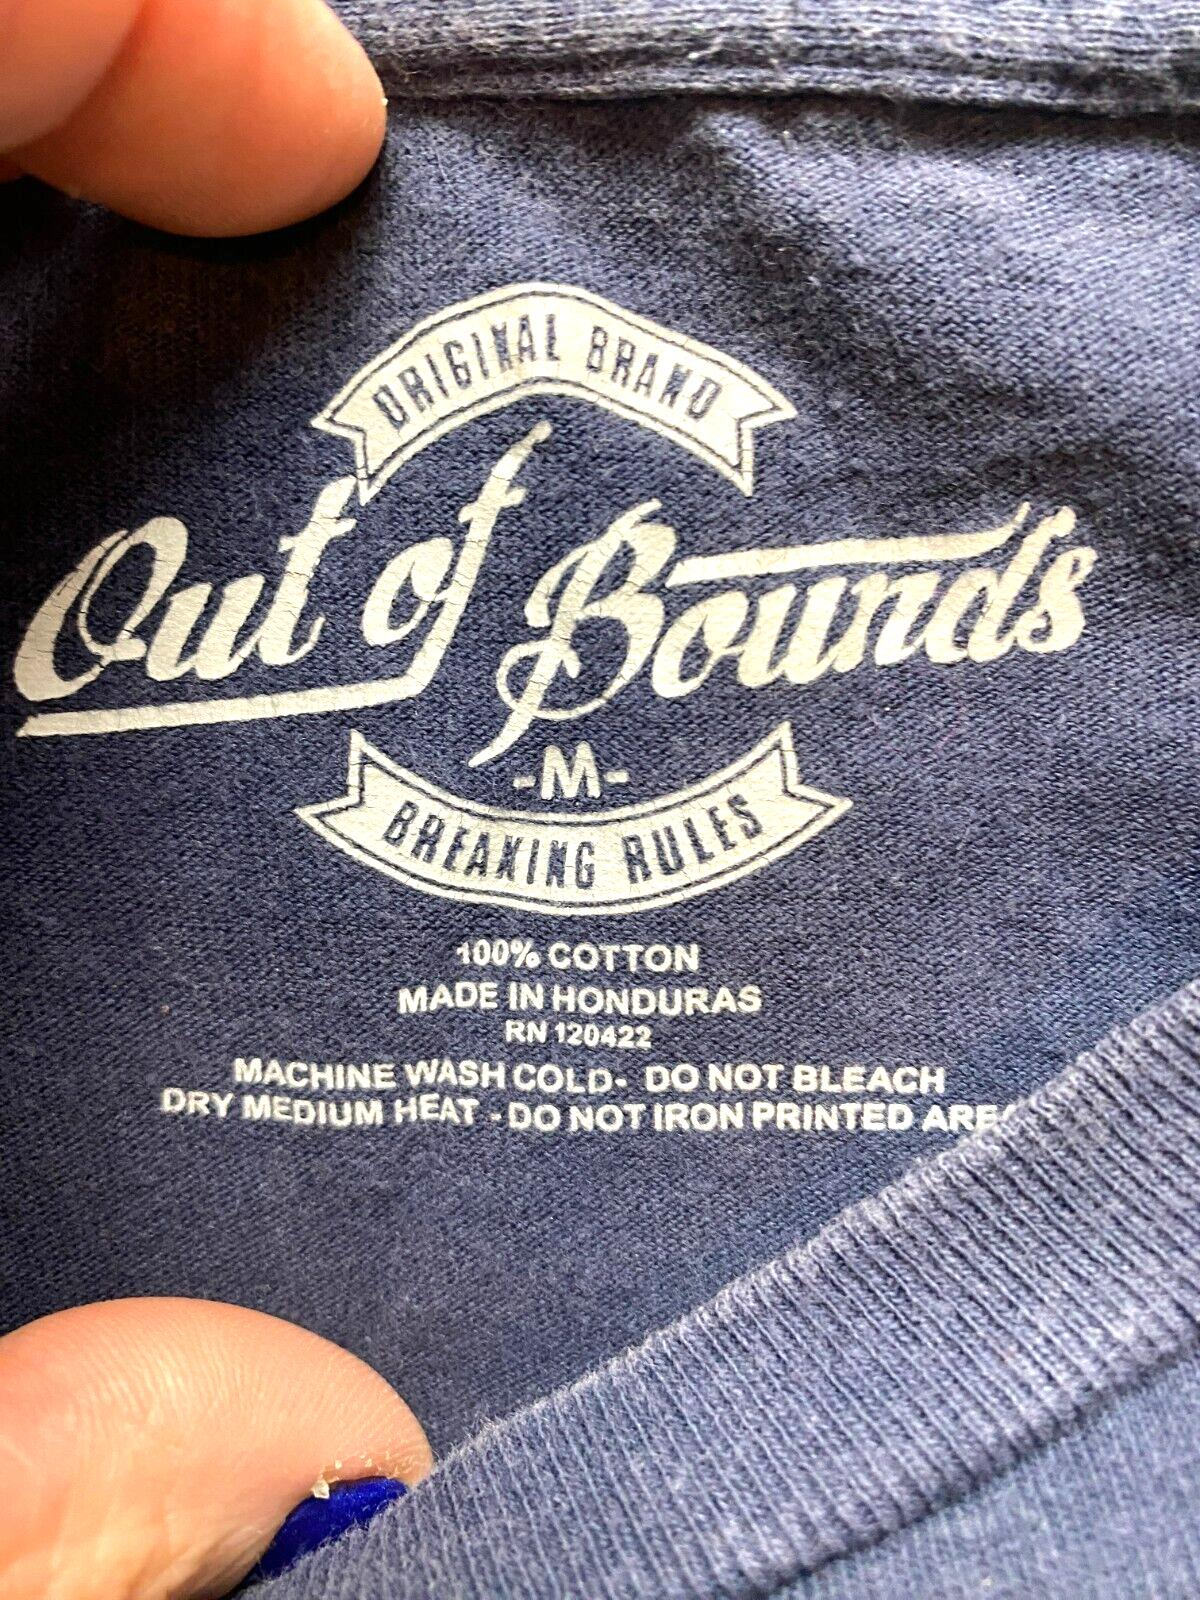 ORIGINAL BRAND
Out of Bounds
-M-
BREAKING RULES
100% COTTON
MADE IN HONDURAS
RN 120422
MACHINE WASH COLD- DO NOT BLEACH
DRY MEDIUM HEAT - DO NOT IRON PRINTED AREA